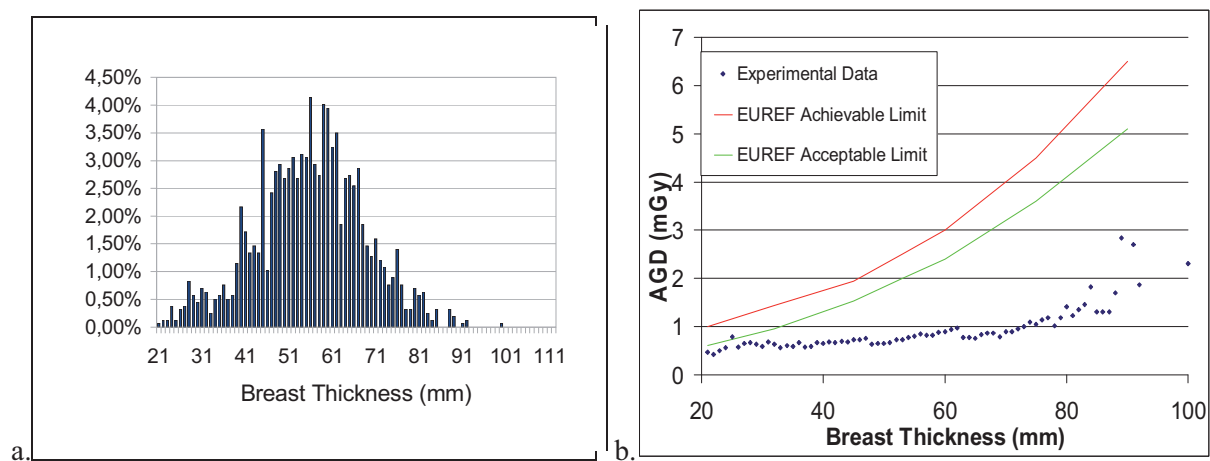 4,50%
4,00%
3,50%
3,00%
2,50%
2,00%
1,50%
1,00%
0,50%
0,00%
21 31 41 51 61 71 81 91 101 111
Breast Thickness (mm)
a.
7
6
5
4
3
2
1
0
AGD (mGy)
Experimental Data
EUREF Achievable Limit
EUREF Acceptable Limit
20 40 60 80 100
Breast Thickness (mm)
b.